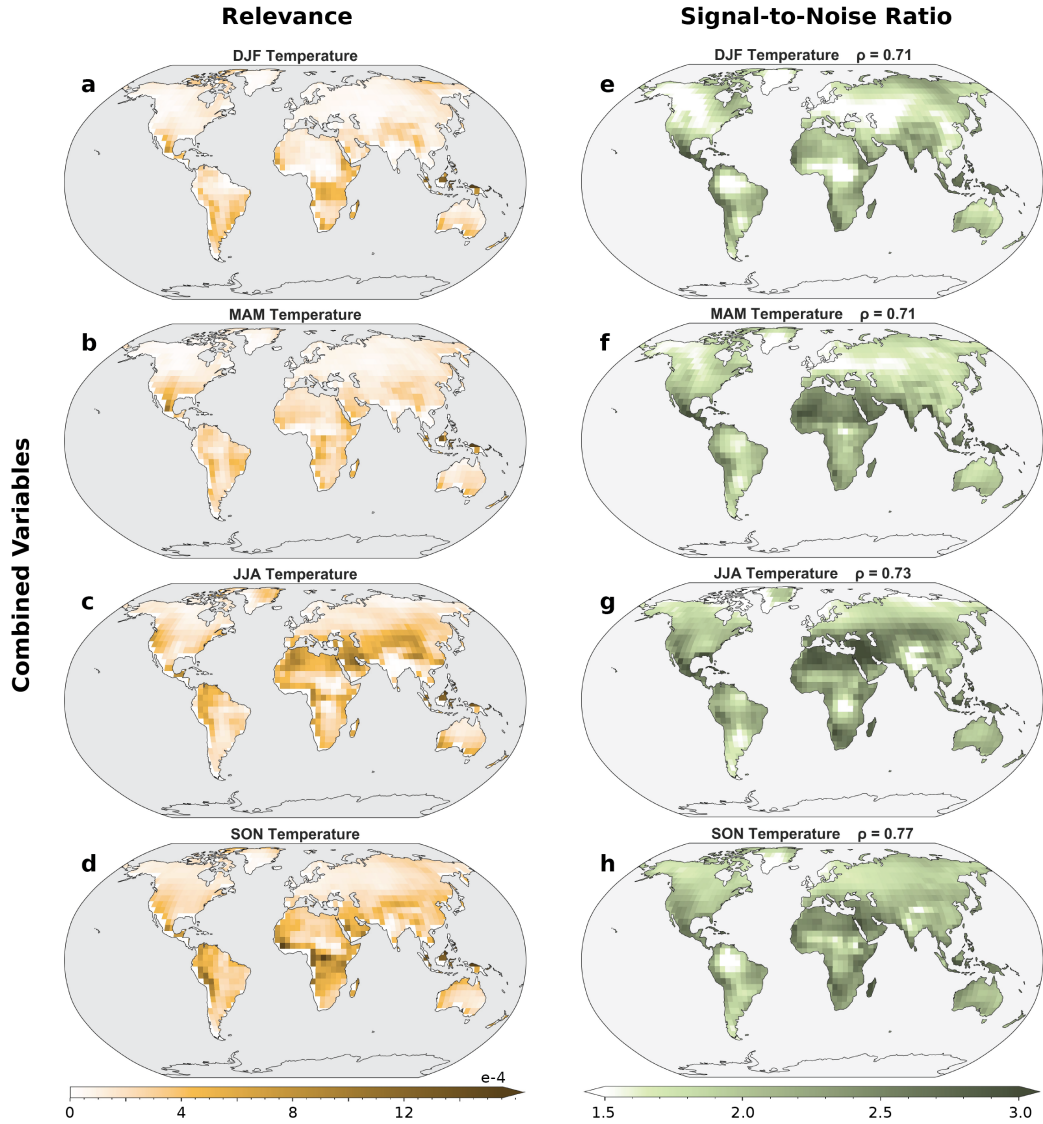 Relevance
Signal-to-Noise Ratio
Combined Variables
a
DJF Temperature
e
DJF Temperature ρ = 0.71
b
MAM Temperature
f
MAM Temperature ρ = 0.71
c
JJA Temperature
g
JJA Temperature ρ = 0.73
d
SON Temperature
h
SON Temperature ρ = 0.77
e-4
0 4 8 12
1.5 2.0 2.5 3.0